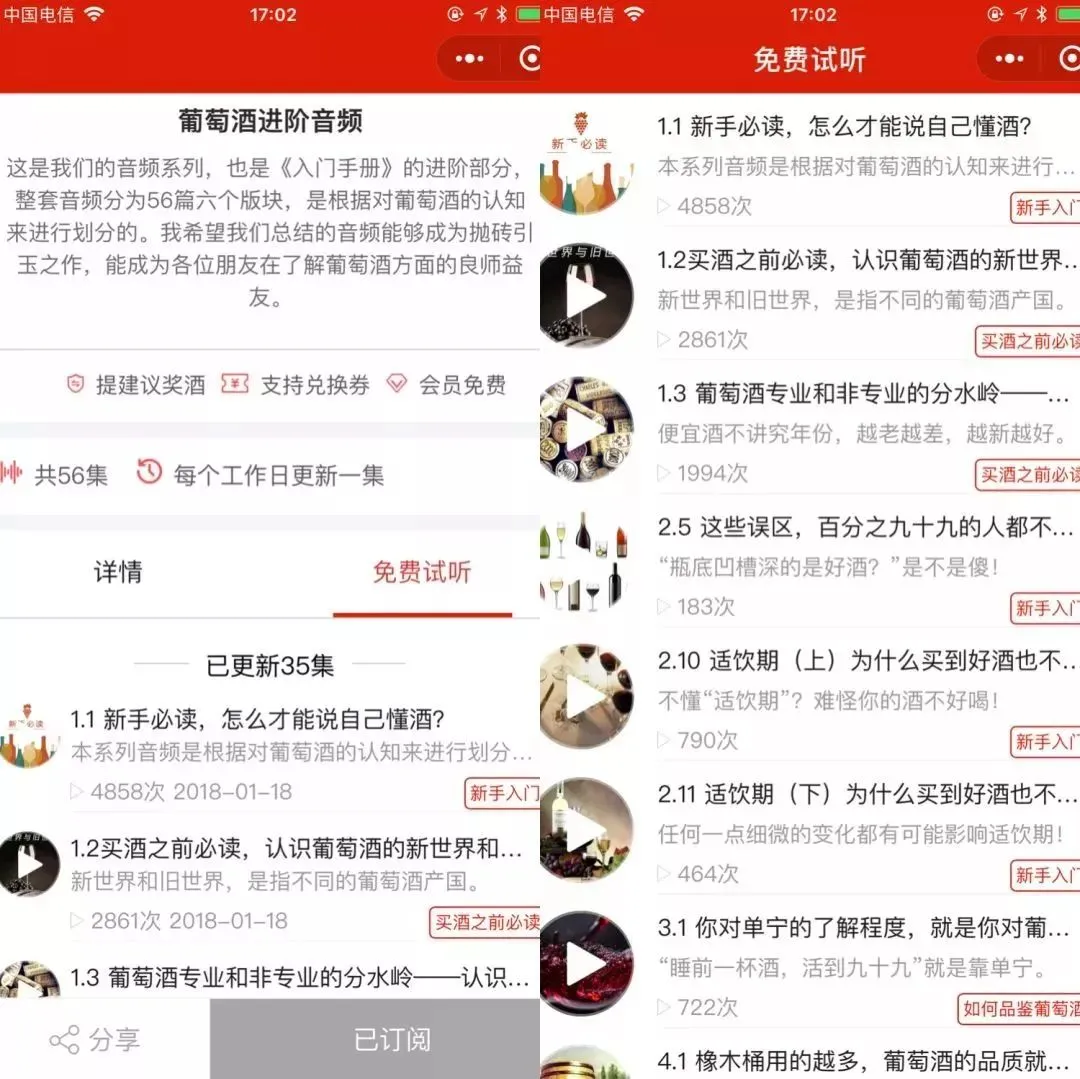 中国电信
17:02
葡萄酒进阶音频
这是我们的音频系列，也是《入门手册》的进阶部分，
整套音频分为56篇六个版块，是根据对葡萄酒的认知
来进行划分的。我希望我们总结的音频能够成为抛砖引
玉之作，能成为各位朋友在了解葡萄酒方面的良师益
友。
提建议奖酒 支持兑换券 会员免费
共56集 每个工作日更新一集
详情 免费试听
已更新35集
新手必读
1.1 新手必读，怎么才能说自己懂酒？
本系列音频是根据对葡萄酒的认知来进行划分...
4858次 2018-01-18
新手入门
1.2买酒之前必读，认识葡萄酒的新世界和...
新世界和旧世界，是指不同的葡萄酒产国。
2861次 2018-01-18
买酒之前必读
1.3 葡萄酒专业和非专业的分水岭——认识...
分享
已订阅
中国电信
17:02
免费试听
新手必读
1.1 新手必读，怎么才能说自己懂酒？
本系列音频是根据对葡萄酒的认知来进行...
4858次
新手入门
世界与旧世
1.2买酒之前必读，认识葡萄酒的新世界...
新世界和旧世界，是指不同的葡萄酒产国。
2861次
买酒之前必读
1.3 葡萄酒专业和非专业的分水岭——...
便宜酒不讲究年份，越老越差，越新越好。
1994次
买酒之前必读
2.5 这些误区，百分之九十九的人都不...
“瓶底凹槽深的是好酒？”是不是傻！
183次
新手入门
2.10 适饮期（上）为什么买到好酒也不...
不懂“适饮期”？难怪你的酒不好喝！
790次
新手入门
2.11 适饮期（下）为什么买到好酒也不...
任何一点细微的变化都有可能影响适饮期！
464次
新手入门
3.1 你对单宁的了解程度，就是你对葡...
“睡前一杯酒，活到九十九”就是靠单宁。
722次
如何品鉴葡萄酒
4.1 橡木桶用的越多，葡萄酒的品质就...